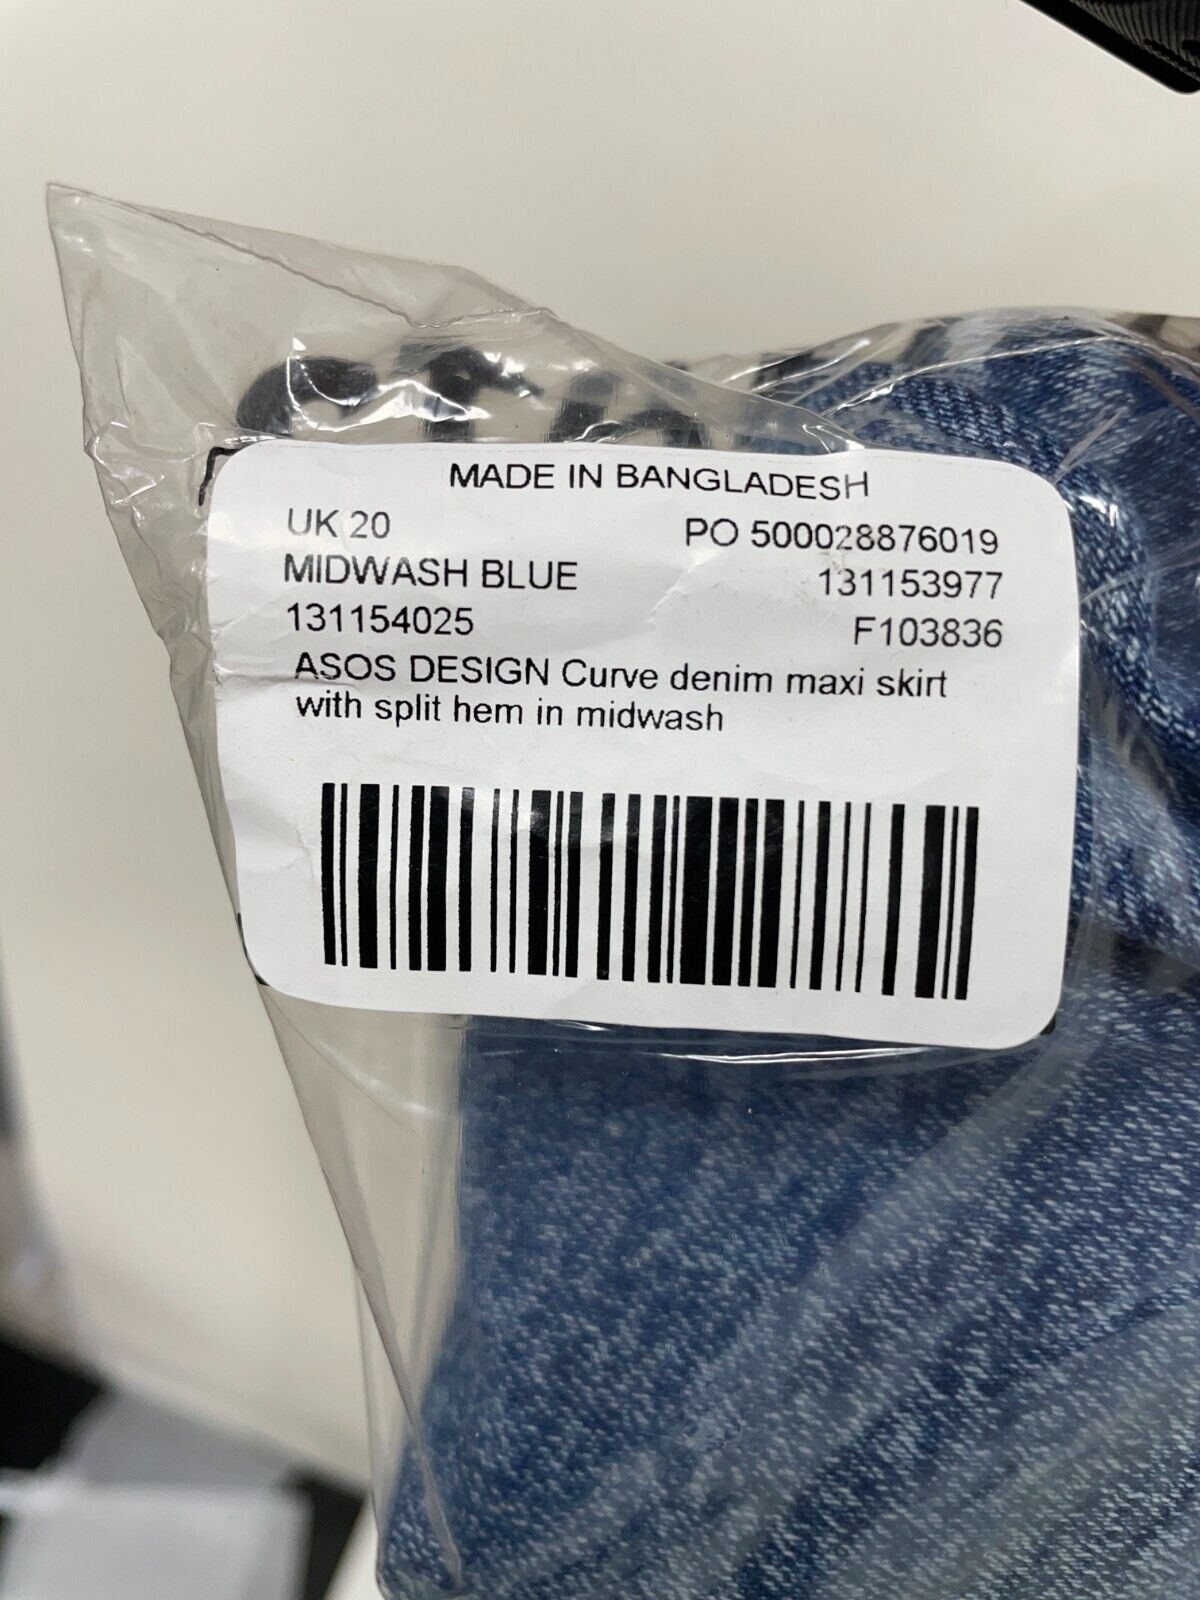 MADE IN BANGLADESH
UK 20 PO 500028876019
MIDWASH BLUE 131153977
131154025 F103836
ASOS DESIGN Curve denim maxi skirt
with split hem in midwash